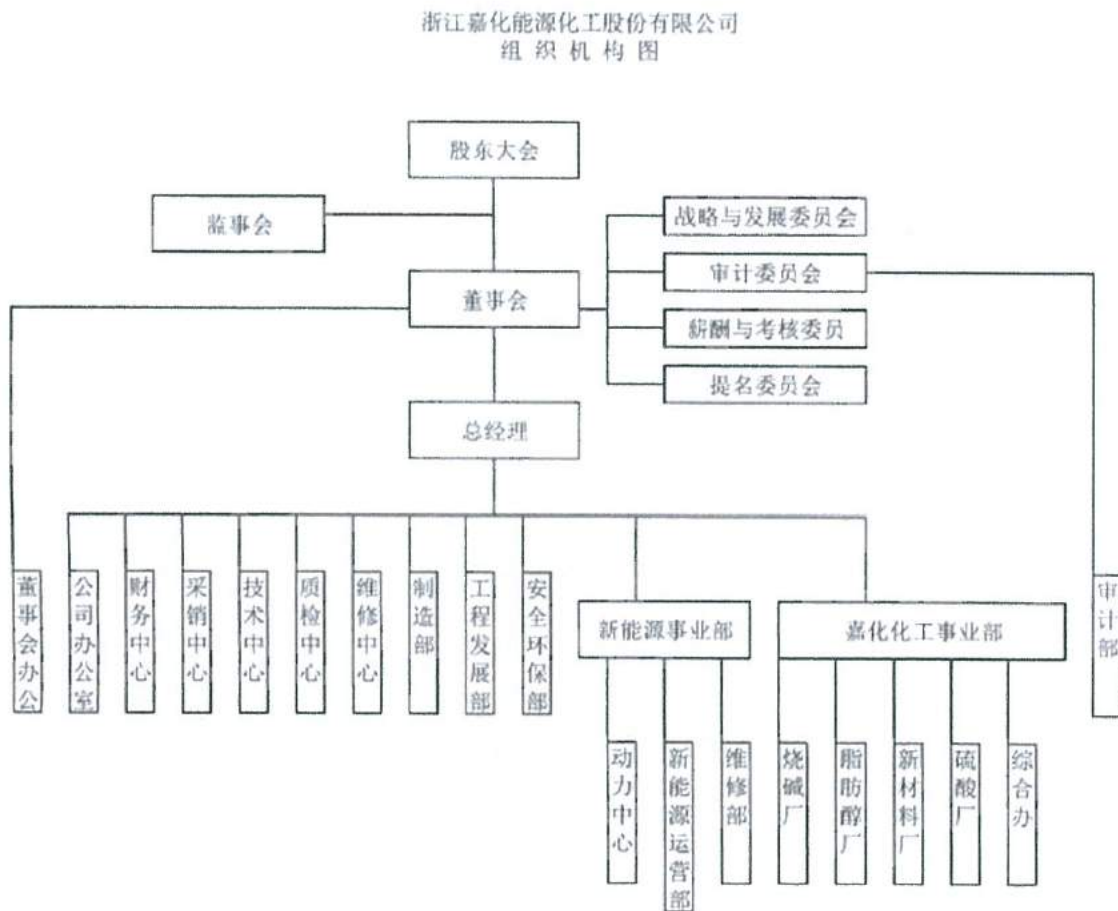 浙江嘉化能源化工股份有限公司
组织机构图
股东大会
监事会
战略与发展委员会
审计委员会
董事会
薪酬与考核委员
提名委员会
总经理
董事会办公
公司办公室
财务中心
采销中心
技术中心
质检中心
维修中心
制造部
工程发展部
安全环保部
新能源事业部
嘉化化工事业部
审计部
动力中心
新能源运营部
维修部
烧碱厂
脂肪醇厂
新材料厂
硫酸厂
综合办